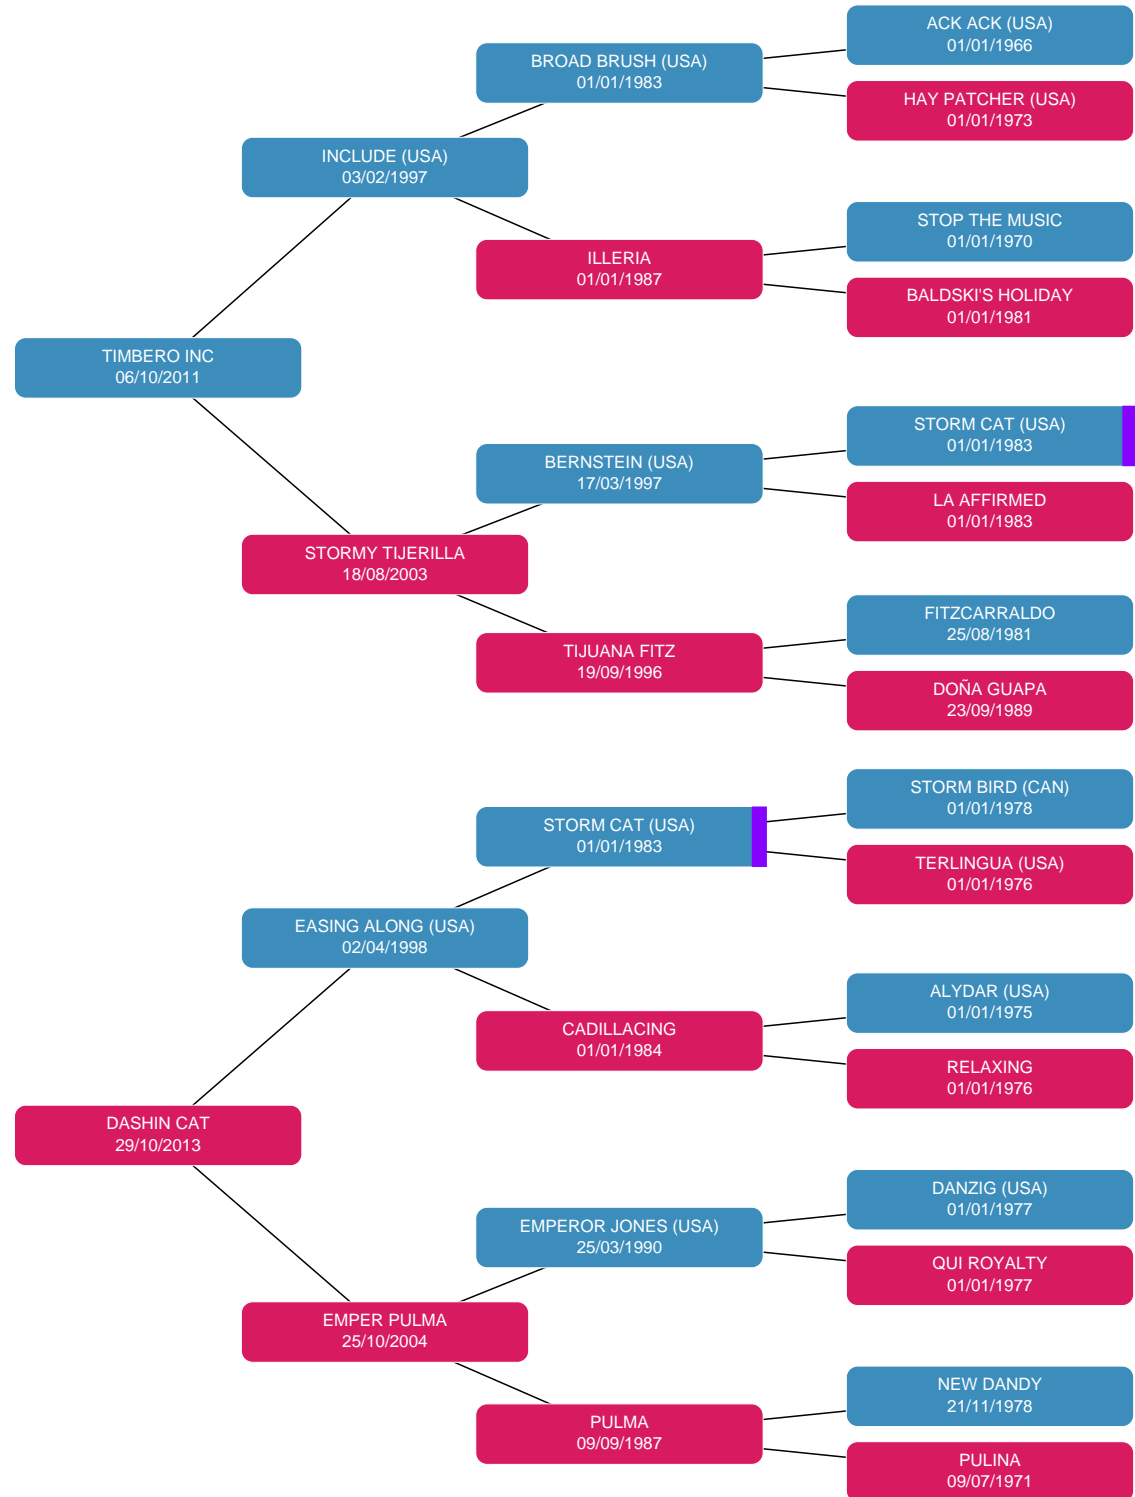 ACK ACK (USA)
01/01/1966
BROAD BRUSH (USA)
01/01/1983
HAY PATCHER (USA)
01/01/1973
INCLUDE (USA)
03/02/1997
STOP THE MUSIC
01/01/1970
ILLERIA
01/01/1987
BALDSKI'S HOLIDAY
01/01/1981
TIMBERO INC
06/10/2011
STORM CAT (USA)
01/01/1983
BERNSTEIN (USA)
17/03/1997
LA AFFIRMED
01/01/1983
STORMY TIJERILLA
18/08/2003
FITZCARRALDO
25/08/1981
TIJUANA FITZ
19/09/1996
DOÑA GUAPA
23/09/1989
STORM BIRD (CAN)
01/01/1978
STORM CAT (USA)
01/01/1983
TERLINGUA (USA)
01/01/1976
EASING ALONG (USA)
02/04/1998
ALYDAR (USA)
01/01/1975
CADILLACING
01/01/1984
RELAXING
01/01/1976
DASHIN CAT
29/10/2013
DANZIG (USA)
01/01/1977
EMPEROR JONES (USA)
25/03/1990
QUI ROYALTY
01/01/1977
EMPER PULMA
25/10/2004
NEW DANDY
21/11/1978
PULMA
09/09/1987
PULINA
09/07/1971